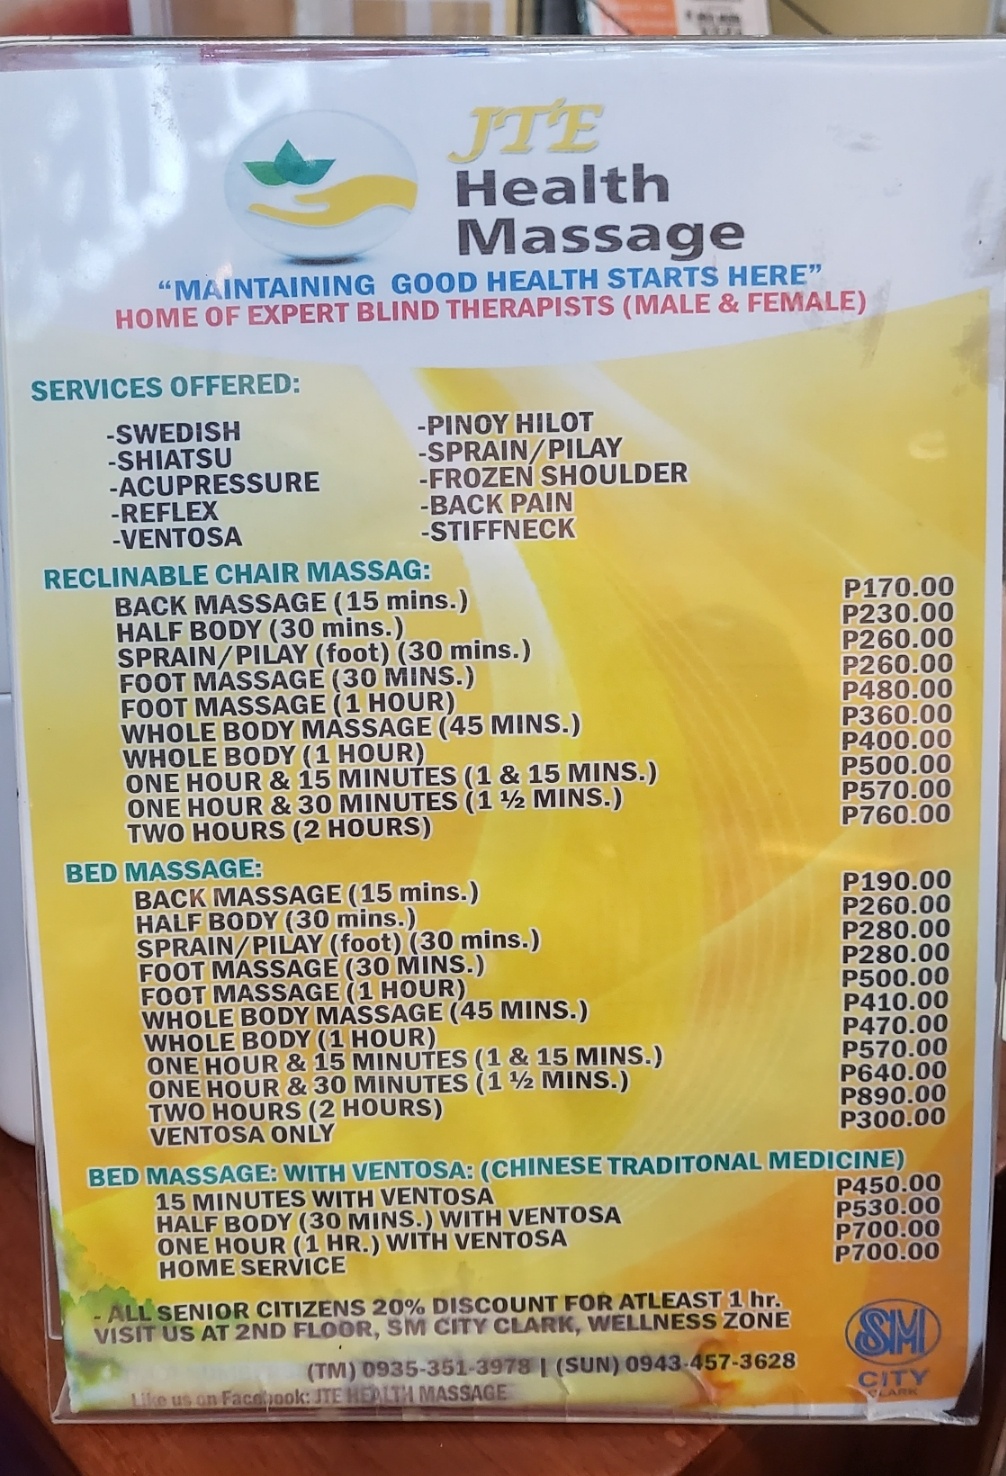 JTE
Health
Massage
"MAINTAINING GOOD HEALTH STARTS HERE"
HOME OF EXPERT BLIND THERAPISTS (MALE & FEMALE)
SERVICES OFFERED:
-SWEDISH
-SHIATSU
-ACUPRESSURE
-REFLEX
-VENTOSA
-PINOY HILOT
-SPRAIN/PILAY
-FROZEN SHOULDER
-BACK PAIN
-STIFFNECK
RECLINABLE CHAIR MASSAG:
BACK MASSAGE (15 mins.) P170.00
HALF BODY (30 mins.) P230.00
SPRAIN/PILAY (foot) (30 mins.) P260.00
FOOT MASSAGE (30 MINS.) P260.00
FOOT MASSAGE (1 HOUR) P480.00
WHOLE BODY MASSAGE (45 MINS.) P360.00
WHOLE BODY (1 HOUR) P400.00
ONE HOUR & 15 MINUTES (1 & 15 MINS.) P500.00
ONE HOUR & 30 MINUTES (1 ½ MINS.) P570.00
TWO HOURS (2 HOURS) P760.00
BED MASSAGE:
BACK MASSAGE (15 mins.) P190.00
HALF BODY (30 mins.) P260.00
SPRAIN/PILAY (foot) (30 mins.) P280.00
FOOT MASSAGE (30 MINS.) P280.00
FOOT MASSAGE (1 HOUR) P500.00
WHOLE BODY MASSAGE (45 MINS.) P410.00
WHOLE BODY (1 HOUR) P470.00
ONE HOUR & 15 MINUTES (1 & 15 MINS.) P570.00
ONE HOUR & 30 MINUTES (1 ½ MINS.) P640.00
TWO HOURS (2 HOURS) P890.00
VENTOSA ONLY P300.00
BED MASSAGE: WITH VENTOSA: (CHINESE TRADITONAL MEDICINE)
15 MINUTES WITH VENTOSA P450.00
HALF BODY (30 MINS.) WITH VENTOSA P530.00
ONE HOUR (1 HR.) WITH VENTOSA P700.00
HOME SERVICE P700.00
- ALL SENIOR CITIZENS 20% DISCOUNT FOR ATLEAST 1 hr.
VISIT US AT 2ND FLOOR, SM CITY CLARK, WELLNESS ZONE
(TM) 0935-351-3978 | (SUN) 0943-457-3628
Like us on Facebook: JTE HEALTH MASSAGE
SM
CITY
CLARK